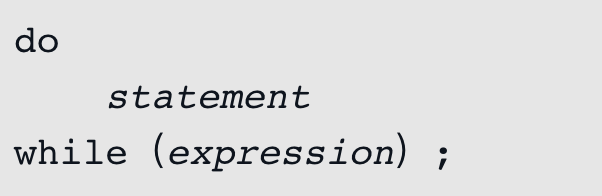 do
statement
while (expression) ;